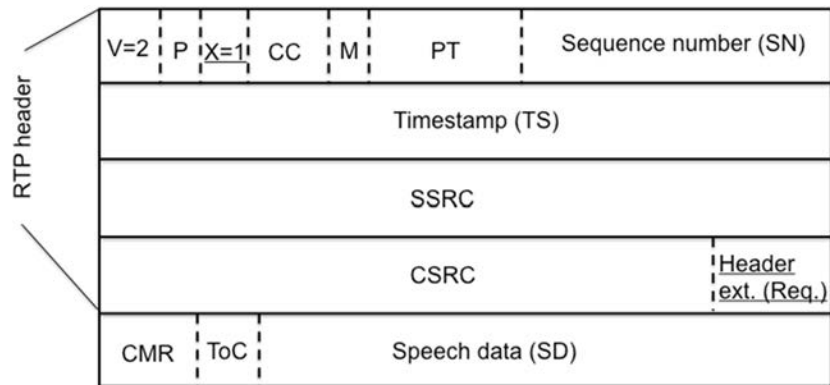 RTP header
V=2 P X=1 CC M PT Sequence number (SN)
Timestamp (TS)
SSRC
CSRC
Header
ext. (Req.)
CMR ToC Speech data (SD)